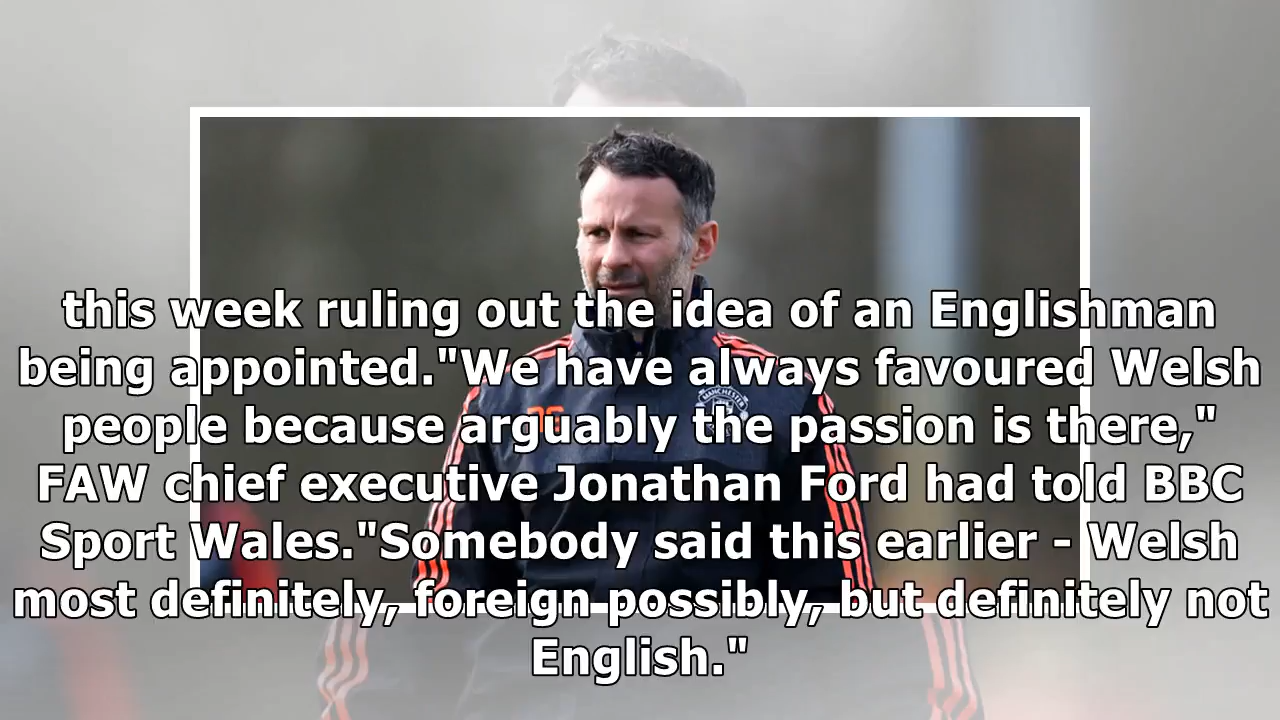 this week ruling out the idea of an Englishman
being appointed."We have always favoured Welsh
people because arguably the passion is there,"
FAW chief executive Jonathan Ford had told BBC
Sport Wales."Somebody said this earlier - Welsh
most definitely, foreign possibly, but definitely not
English."
MANCHESTER